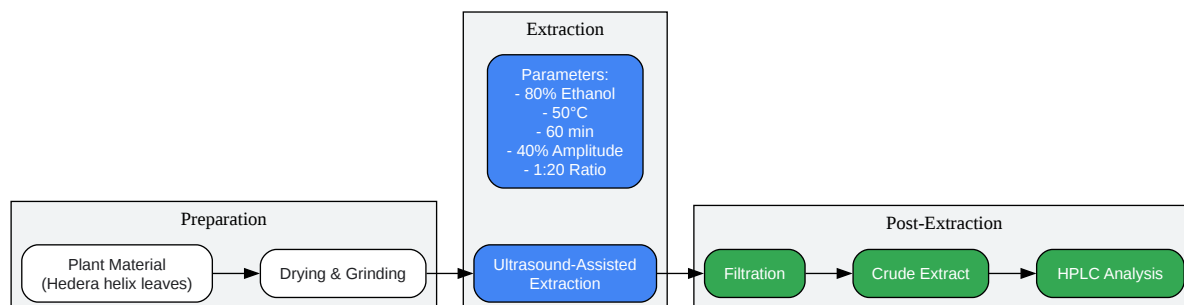 Extraction
Parameters:
- 80% Ethanol
- 50°C
- 60 min
- 40% Amplitude
- 1:20 Ratio
Preparation
Plant Material
(Hedera helix leaves)
Drying & Grinding
Ultrasound-Assisted
Extraction
Post-Extraction
Filtration
Crude Extract
HPLC Analysis